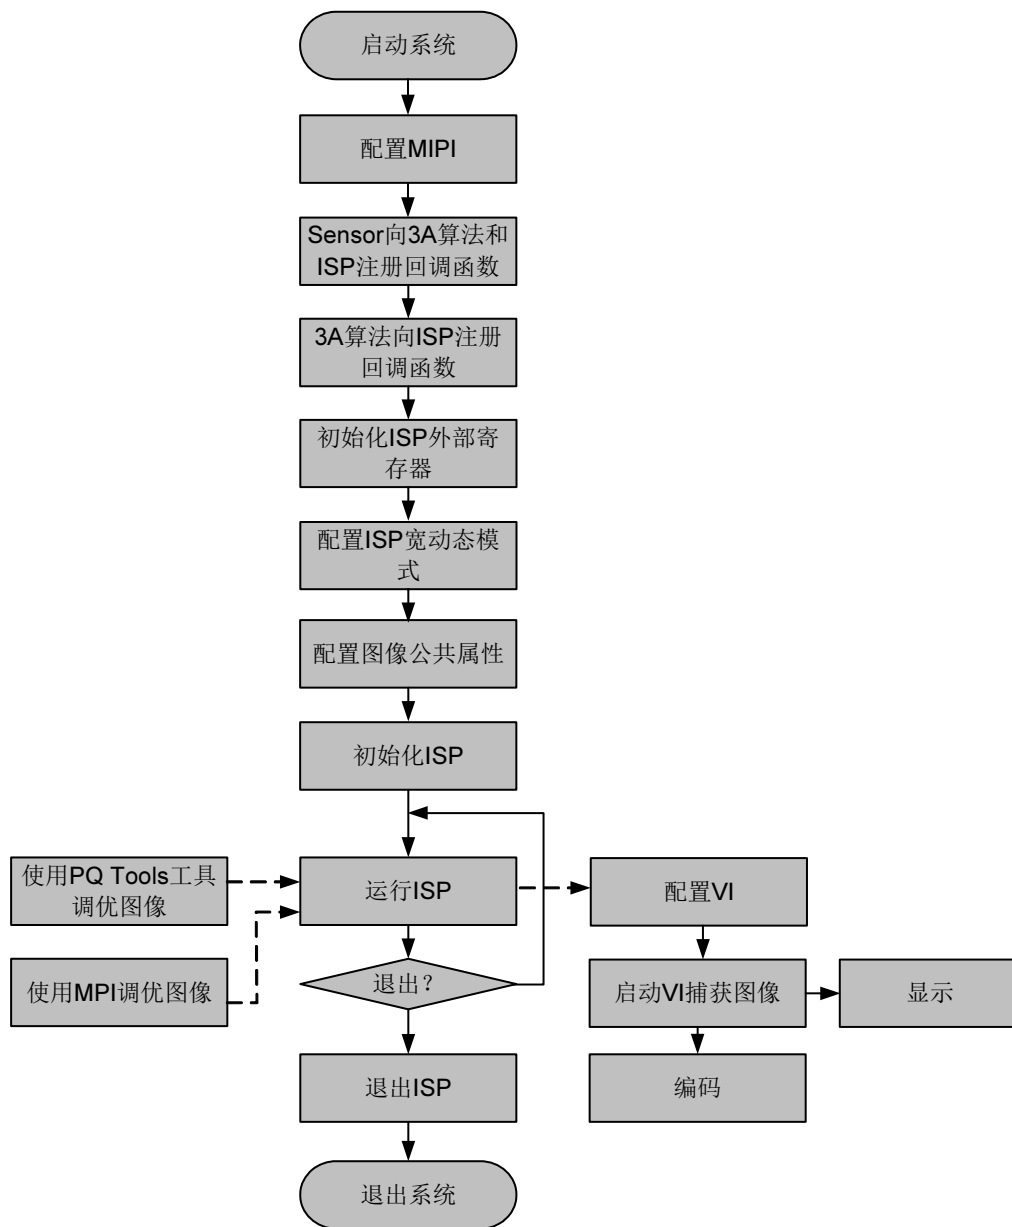 启动系统
配置MIPI
Sensor向3A算法和
ISP注册回调函数
3A算法向ISP注册
回调函数
初始化ISP外部寄
存器
配置ISP宽动态模
式
配置图像公共属性
初始化ISP
使用PQ Tools工具
调优图像
运行ISP
配置VI
使用MPI调优图像
退出？
启动VI捕获图像
显示
退出ISP
编码
退出系统